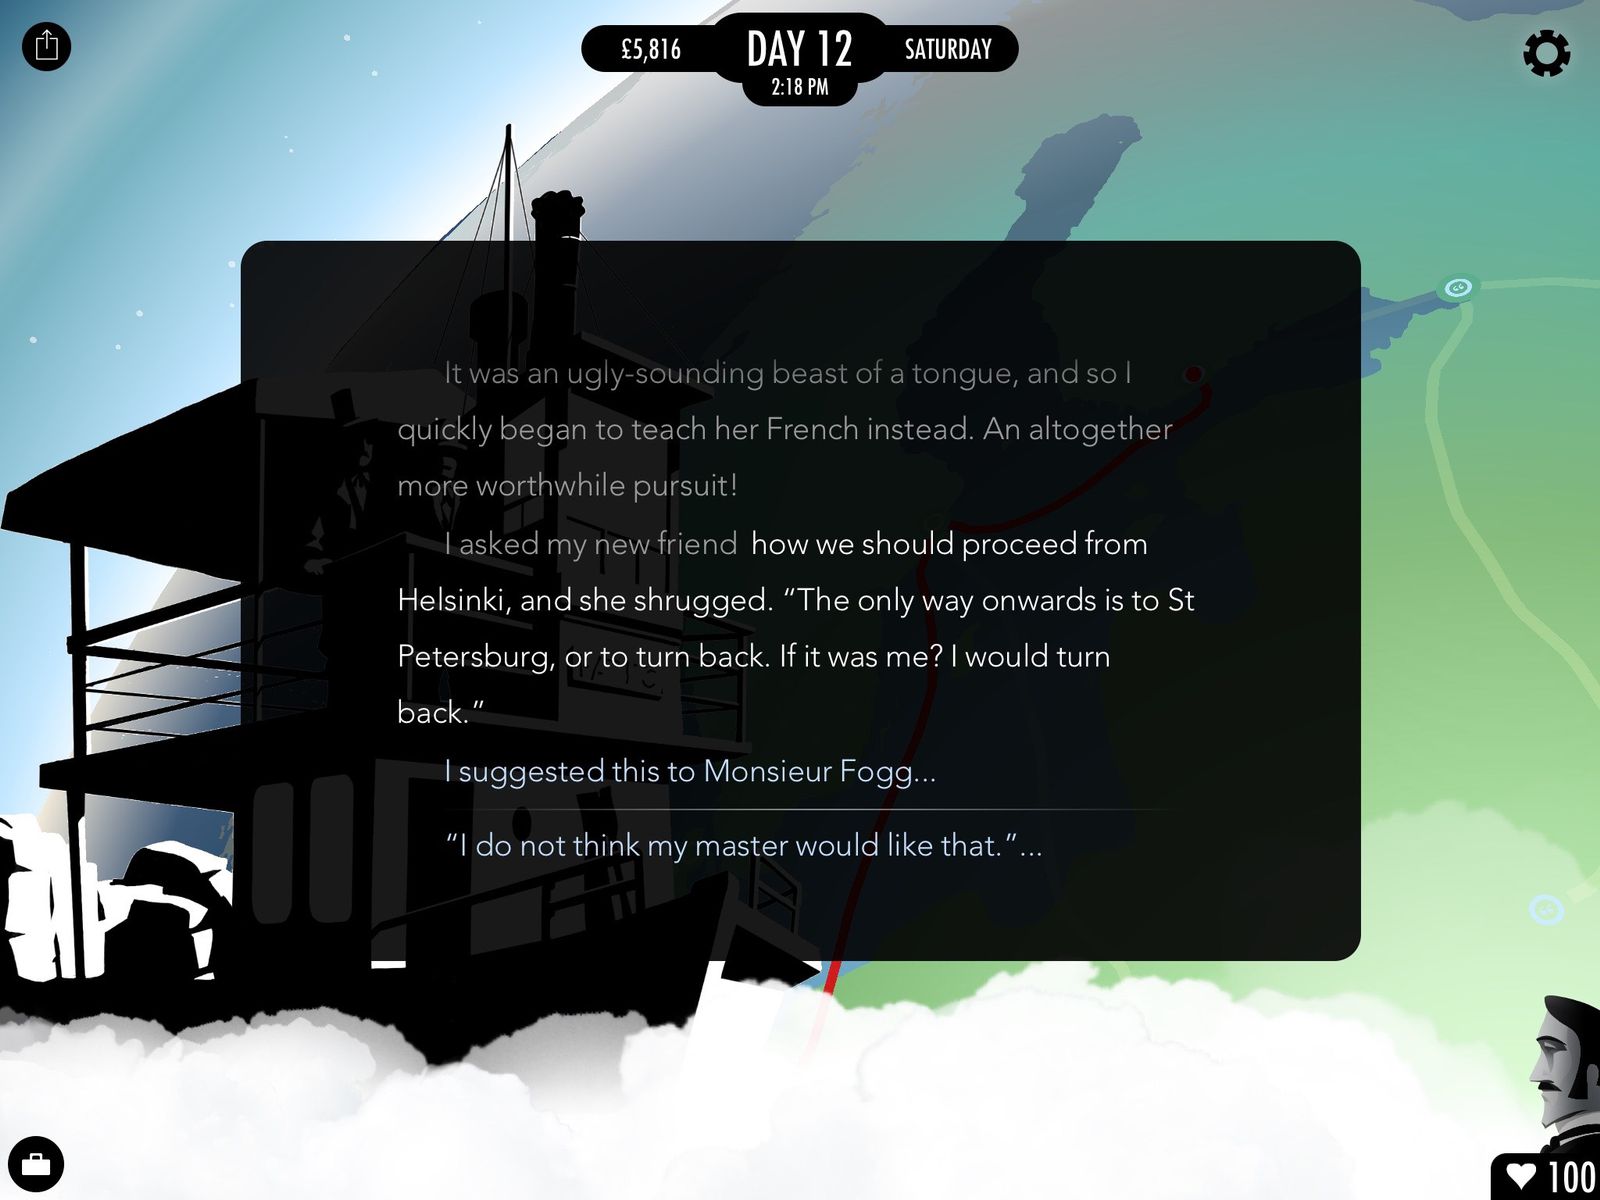 £5,816
DAY 12
SATURDAY
2:18 PM
It was an ugly-sounding beast of a tongue, and so I
quickly began to teach her French instead. An altogether
more worthwhile pursuit!
I asked my new friend how we should proceed from
Helsinki, and she shrugged. “The only way onwards is to St
Petersburg, or to turn back. If it was me? I would turn
back.”
I suggested this to Monsieur Fogg...
“I do not think my master would like that.”...
100